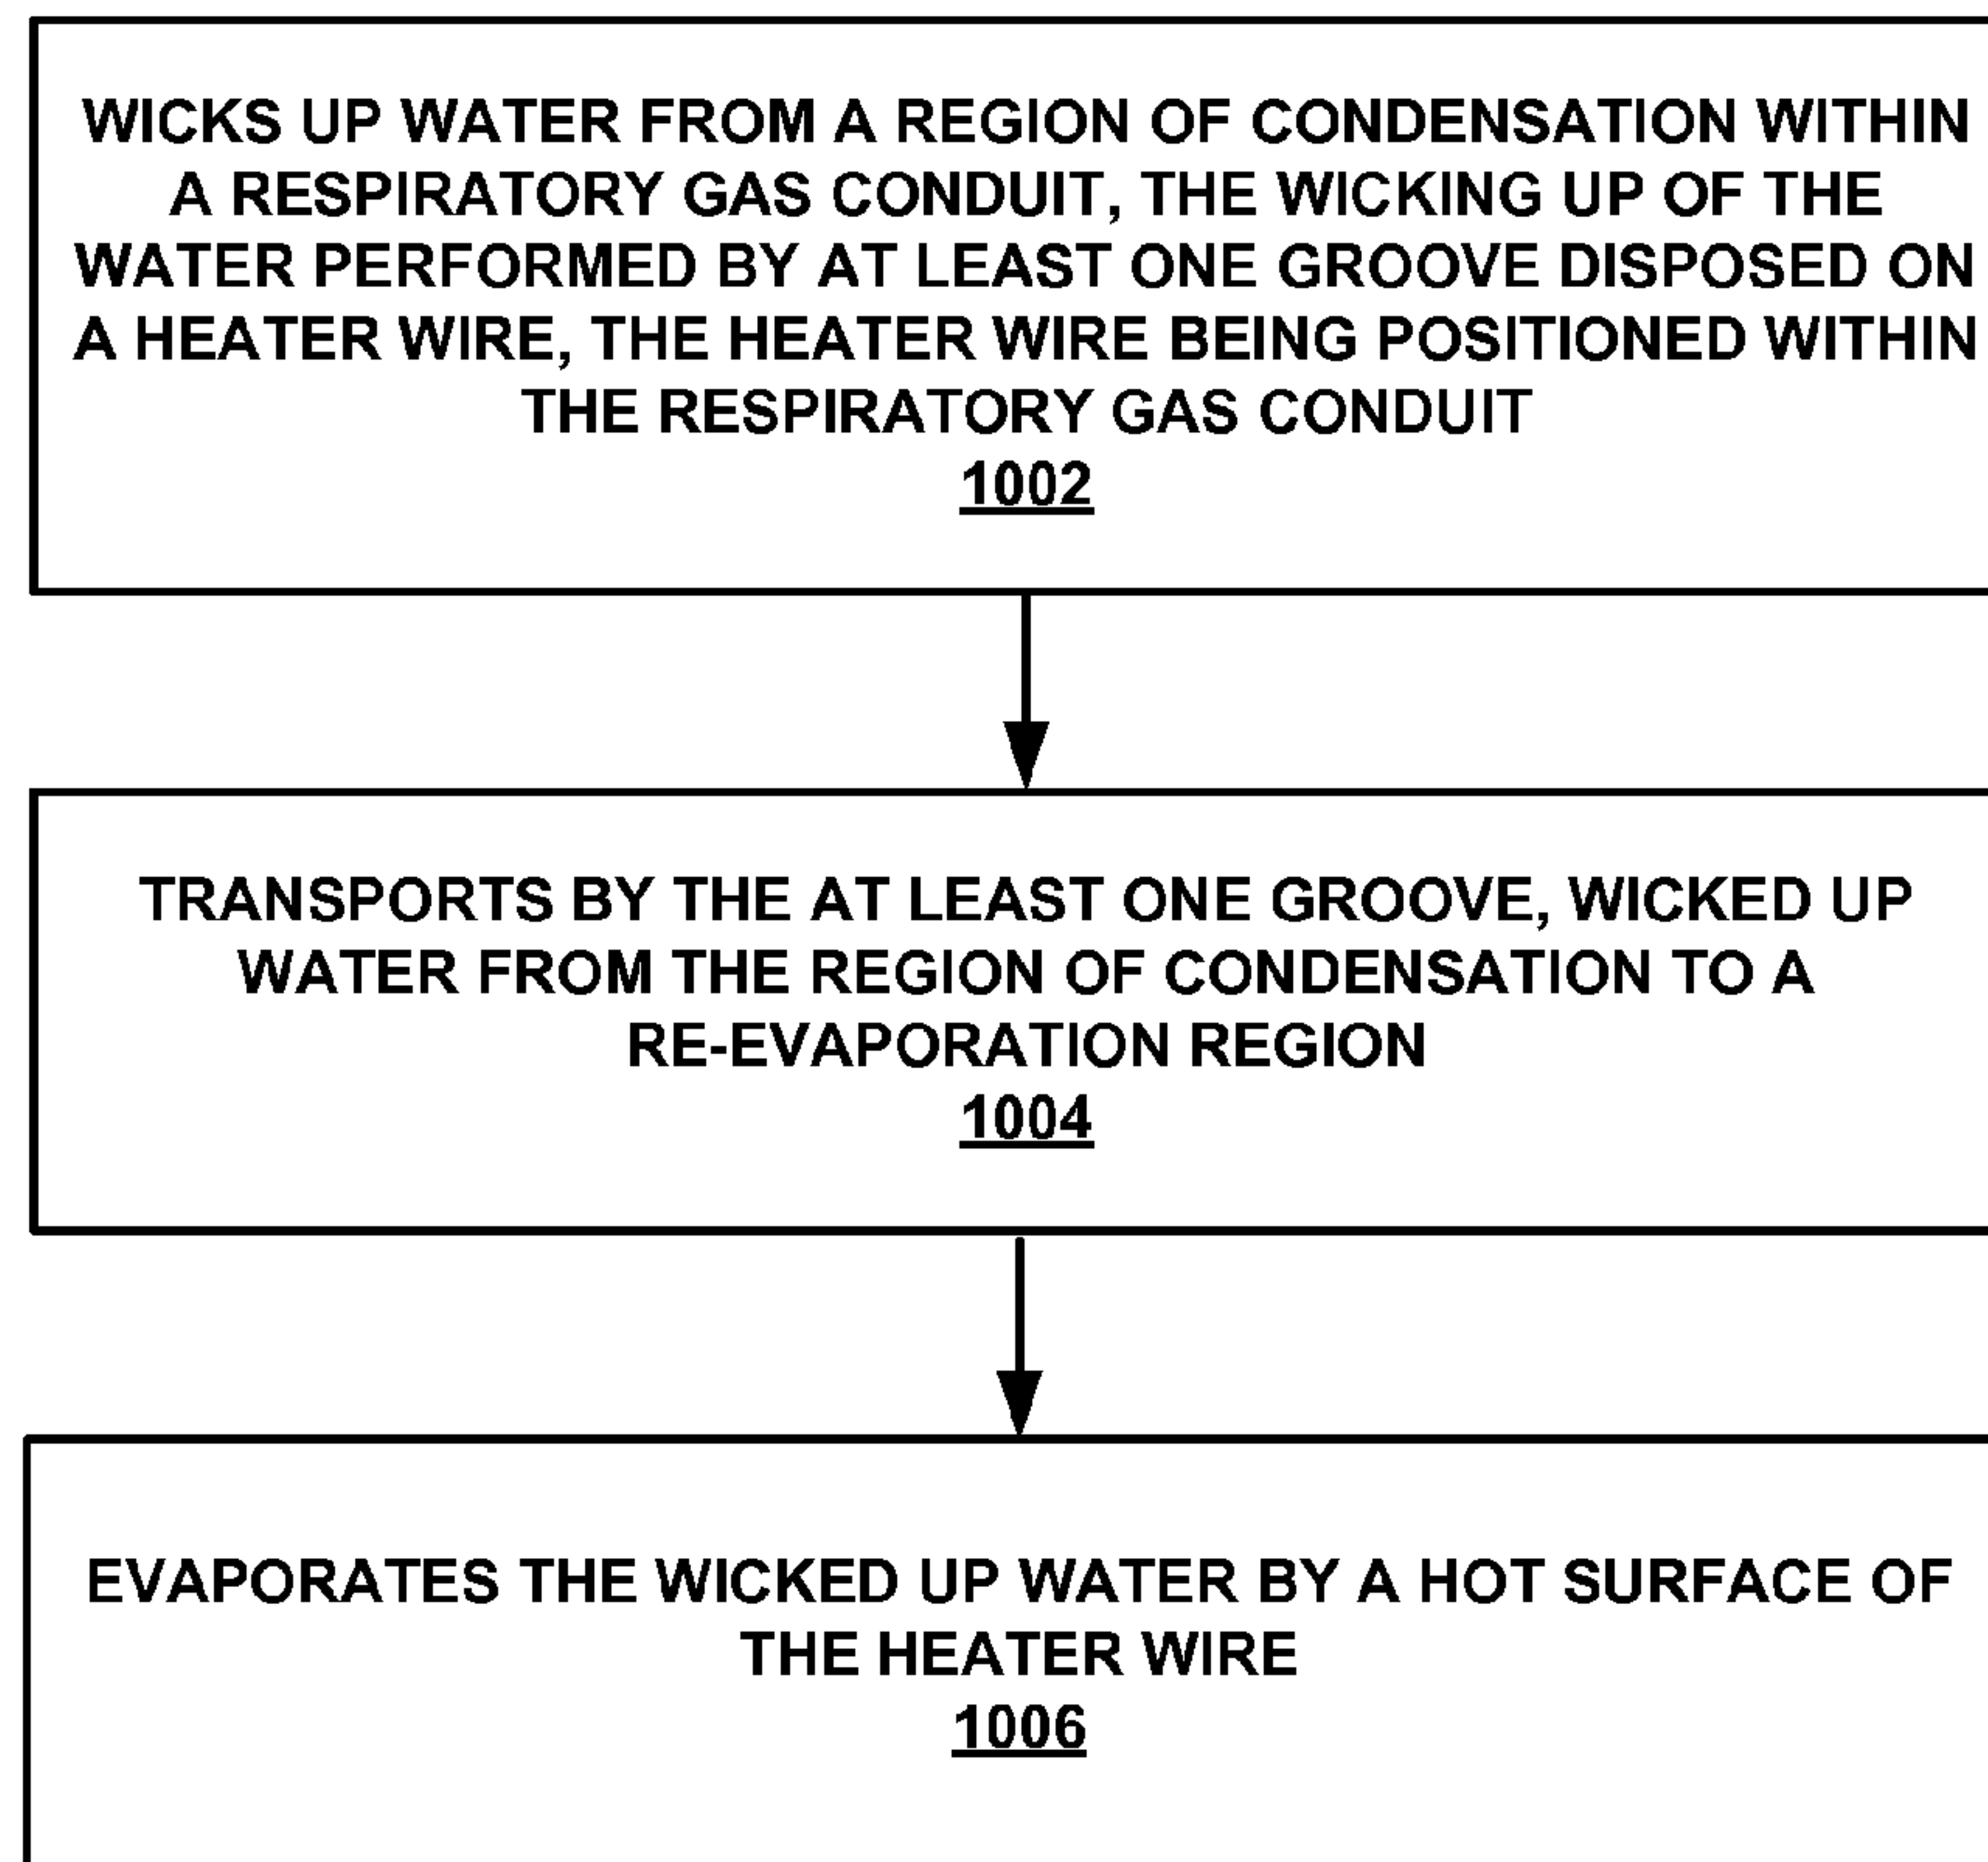 WICKS UP WATER FROM A REGION OF CONDENSATION WITHIN
A RESPIRATORY GAS CONDUIT, THE WICKING UP OF THE
WATER PERFORMED BY AT LEAST ONE GROOVE DISPOSED ON
A HEATER WIRE, THE HEATER WIRE BEING POSITIONED WITHIN
THE RESPIRATORY GAS CONDUIT
1002
TRANSPORTS BY THE AT LEAST ONE GROOVE, WICKED UP
WATER FROM THE REGION OF CONDENSATION TO A
RE-EVAPORATION REGION
1004
EVAPORATES THE WICKED UP WATER BY A HOT SURFACE OF
THE HEATER WIRE
1006